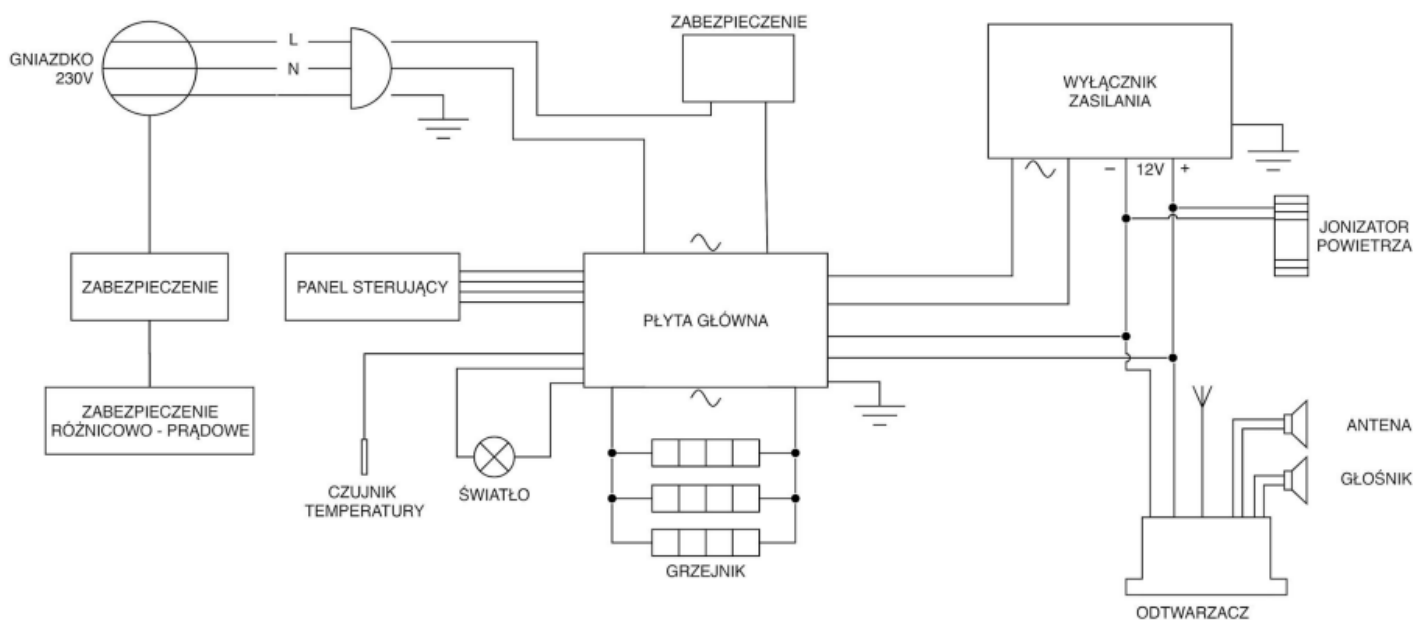 ZABEZPIECZENIE
GNIAZDKO
230V
L
N
WYŁĄCZNIK
ZASILANIA
– 12V +
JONIZATOR
POWIETRZA
ZABEZPIECZENIE
PANEL STERUJĄCY
PŁYTA GŁÓWNA
ZABEZPIECZENIE
RÓŻNICOWO - PRĄDOWE
CZUJNIK
TEMPERATURY
ŚWIATŁO
GRZEJNIK
ANTENA
GŁOŚNIK
ODTWARZACZ